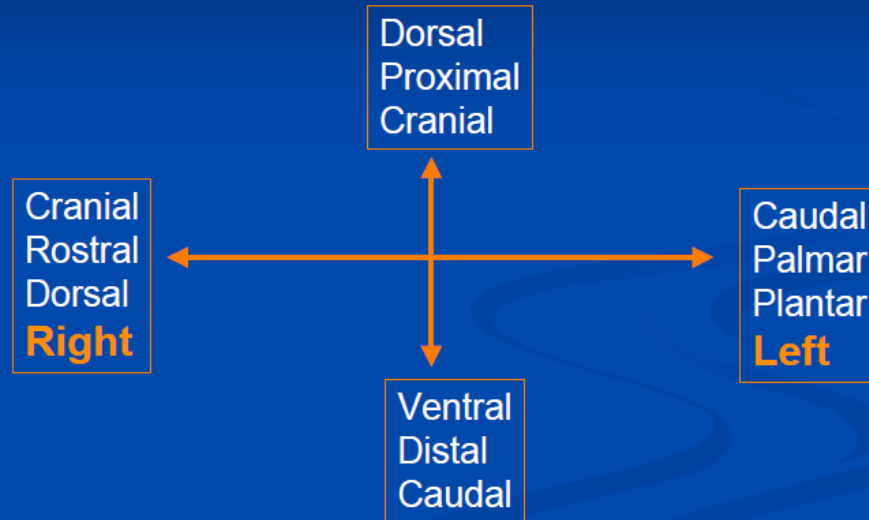 Dorsal
Proximal
Cranial
Cranial
Rostral
Dorsal
Right
Caudal
Palmar
Plantar
Left
Ventral
Distal
Caudal